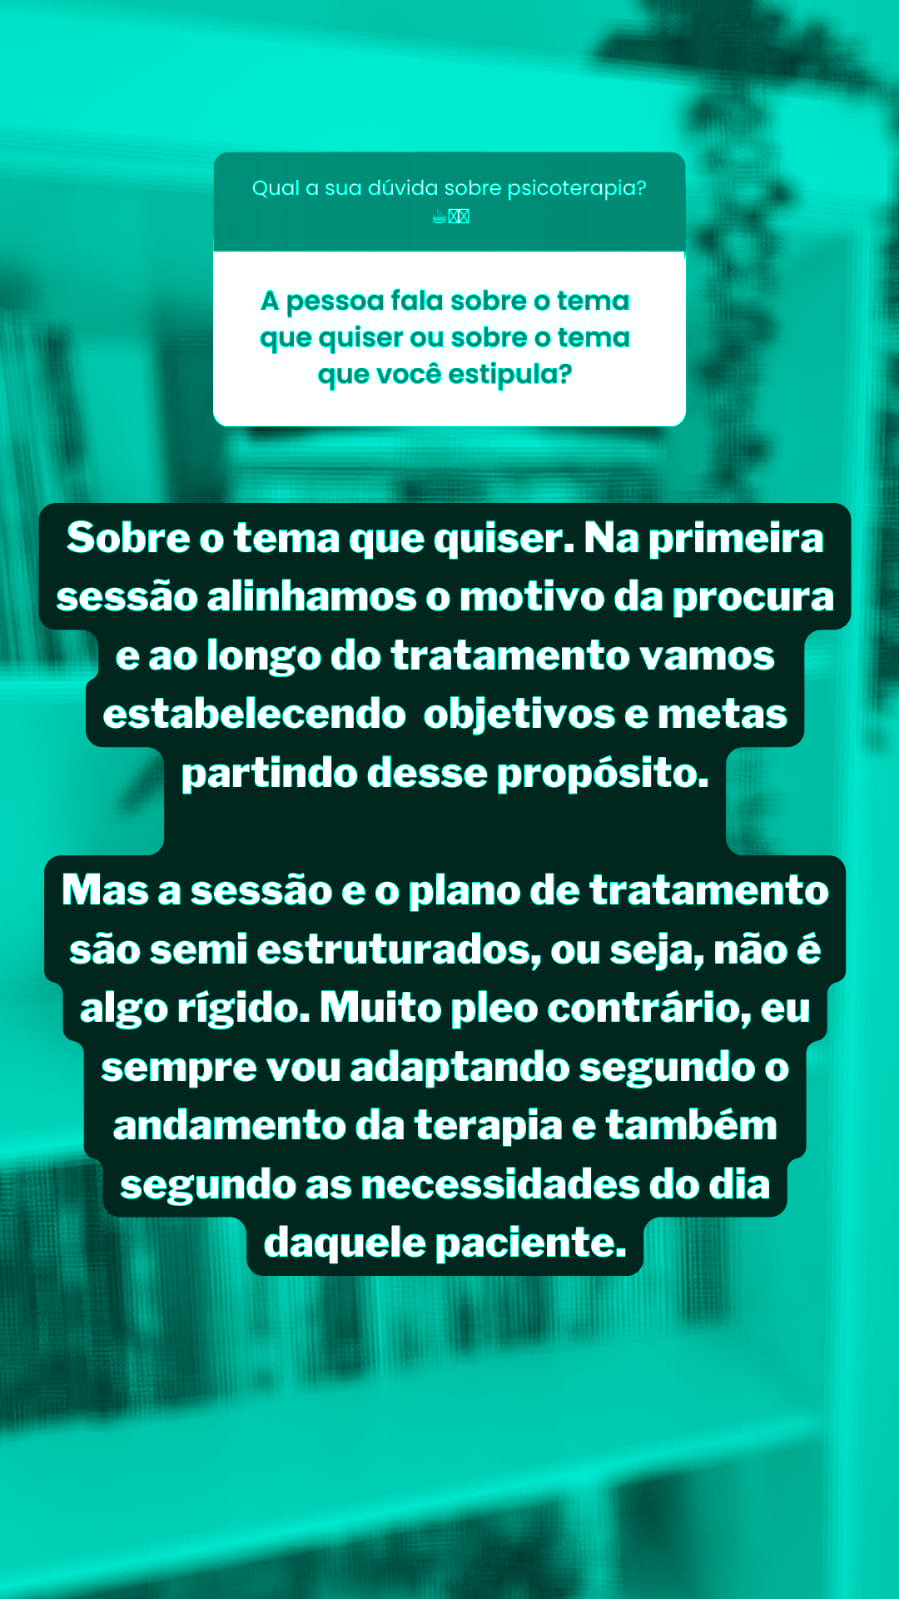 Qual a sua dúvida sobre psicoterapia?
☕
A pessoa fala sobre o tema
que quiser ou sobre o tema
que você estipula?
Sobre o tema que quiser. Na primeira
sessão alinhamos o motivo da procura
e ao longo do tratamento vamos
estabelecendo  objetivos e metas
partindo desse propósito.
Mas a sessão e o plano de tratamento
são semi estruturados, ou seja, não é
algo rígido. Muito pleo contrário, eu
sempre vou adaptando segundo o
andamento da terapia e também
segundo as necessidades do dia
daquele paciente.